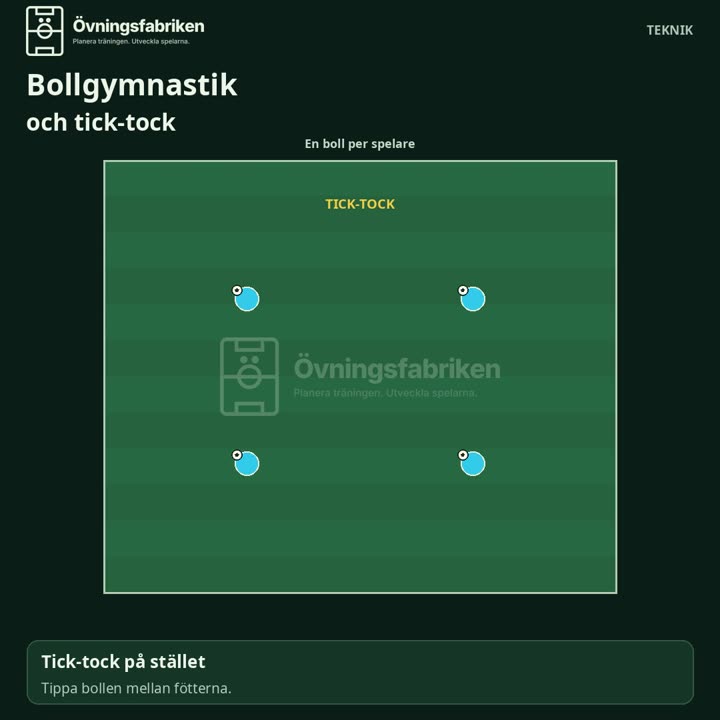 Övningsfabriken
Planera träningen. Utveckla spelarna.
TEKNIK
Bollgymnastik
och tick-tock
En boll per spelare
TICK-TOCK
Övningsfabriken
Planera träningen. Utveckla spelarna.
Tick-tock på stället
Tippa bollen mellan fötterna.